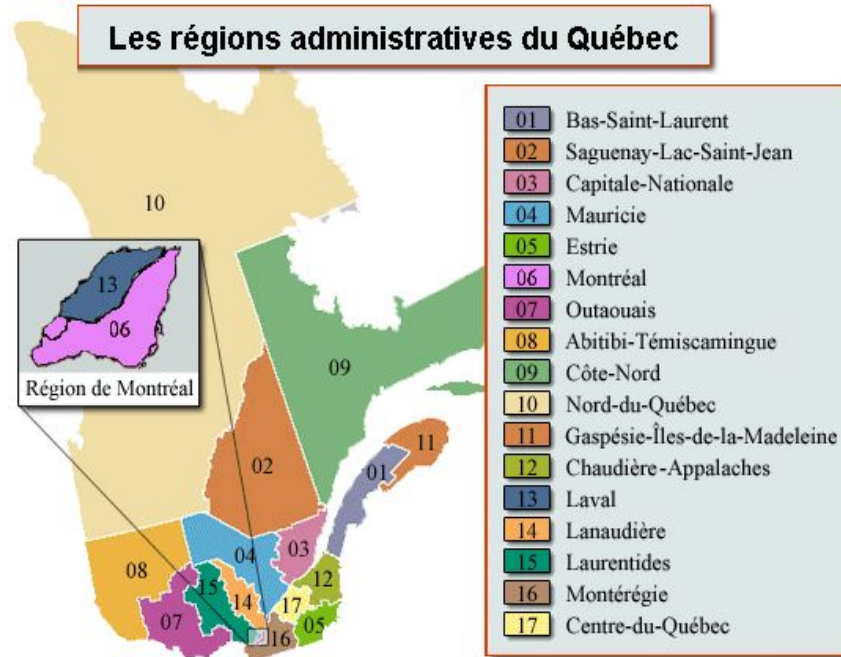 Les régions administratives du Québec
01 Bas-Saint-Laurent
02 Saguenay-Lac-Saint-Jean
03 Capitale-Nationale
04 Mauricie
05 Estrie
06 Montréal
07 Outaouais
08 Abitibi-Témiscamingue
09 Côte-Nord
10 Nord-du-Québec
11 Gaspésie-Îles-de-la-Madeleine
12 Chaudière-Appalaches
13 Laval
14 Lanaudière
15 Laurentides
16 Montérégie
17 Centre-du-Québec
10
13
06
Région de Montréal
09
11
02
01
04
03
08
12
15
14
17
07
05
16